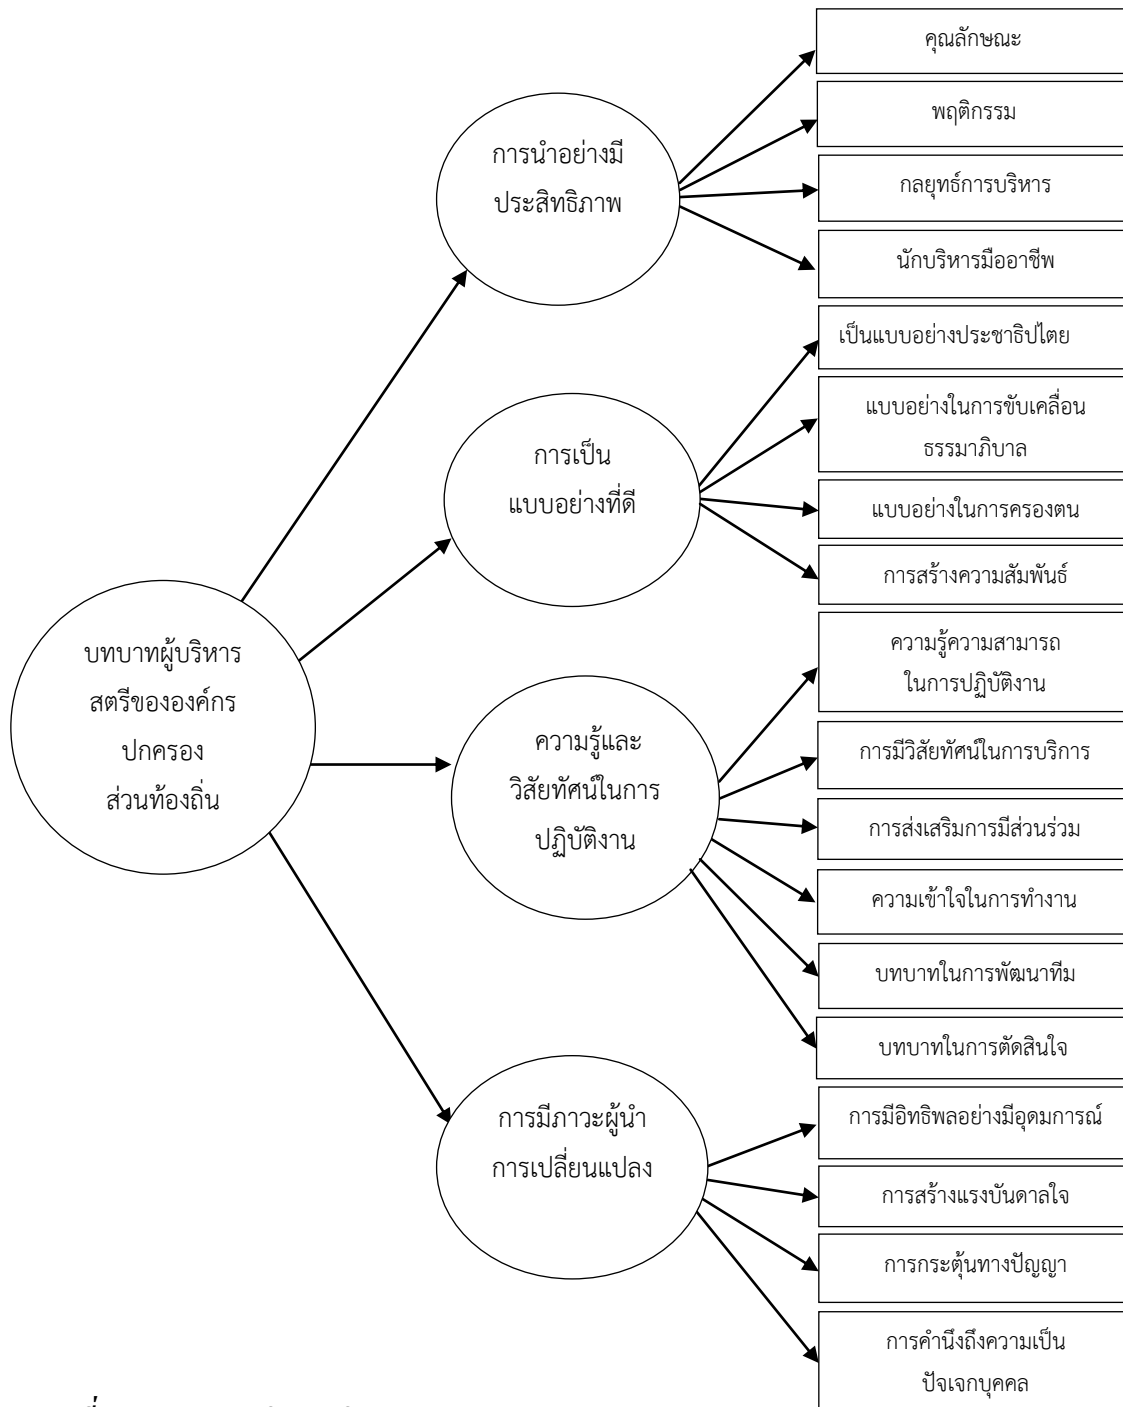 คุณลักษณะ
พฤติกรรม
กลยุทธ์การบริหาร
นักบริหารมืออาชีพ
การนำอย่างมี
ประสิทธิภาพ
เป็นแบบอย่างประชาธิปไตย
แบบอย่างในการขับเคลื่อน
ธรรมาภิบาล
แบบอย่างในการครองตน
การสร้างความสัมพันธ์
การเป็น
แบบอย่างที่ดี
บทบาทผู้บริหาร
สตรีขององค์กร
ปกครอง
ส่วนท้องถิ่น
ความรู้และ
วิสัยทัศน์ในการ
ปฏิบัติงาน
ความรู้ความสามารถ
ในการปฏิบัติงาน
การมีวิสัยทัศน์ในการบริการ
การส่งเสริมการมีส่วนร่วม
ความเข้าใจในการทำงาน
บทบาทในการพัฒนาทีม
บทบาทในการตัดสินใจ
การมีภาวะผู้นำ
การเปลี่ยนแปลง
การมีอิทธิพลอย่างมีอุดมการณ์
การสร้างแรงบันดาลใจ
การกระตุ้นทางปัญญา
การคำนึงถึงความเป็น
ปัจเจกบุคคล